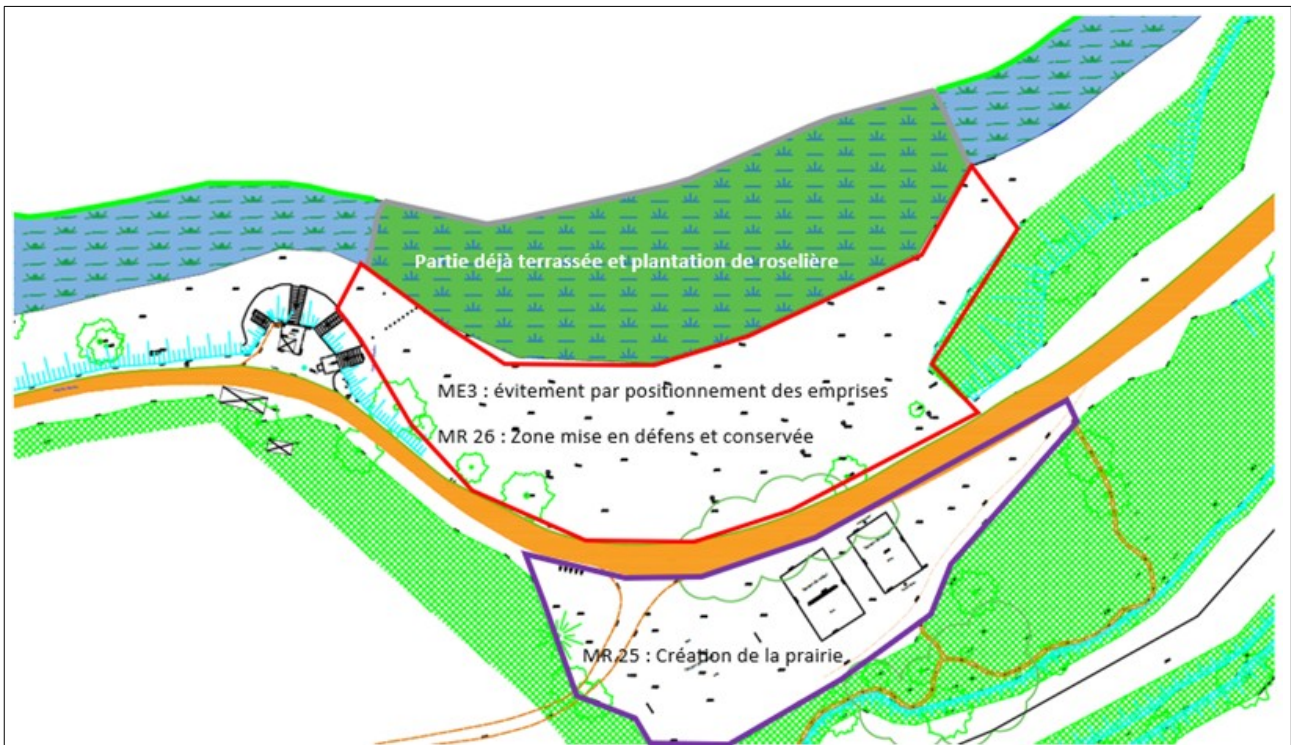 Partie déjà terrassée et plantation de roselière
ME3 : évitement par positionnement des emprises
MR 26 : Zone mise en défens et conservée
MR 25 : Création de la prairie